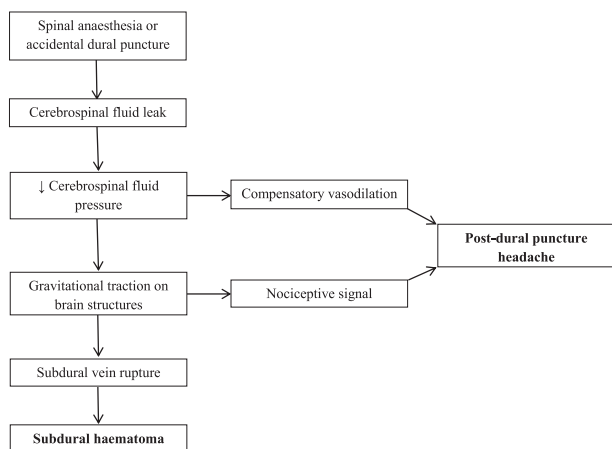 Spinal anaesthesia or
accidental dural puncture
Cerebrospinal fluid leak
↓ Cerebrospinal fluid
pressure
Compensatory vasodilation
Post-dural puncture
headache
Gravitational traction on
brain structures
Nociceptive signal
Subdural vein rupture
Subdural haematoma